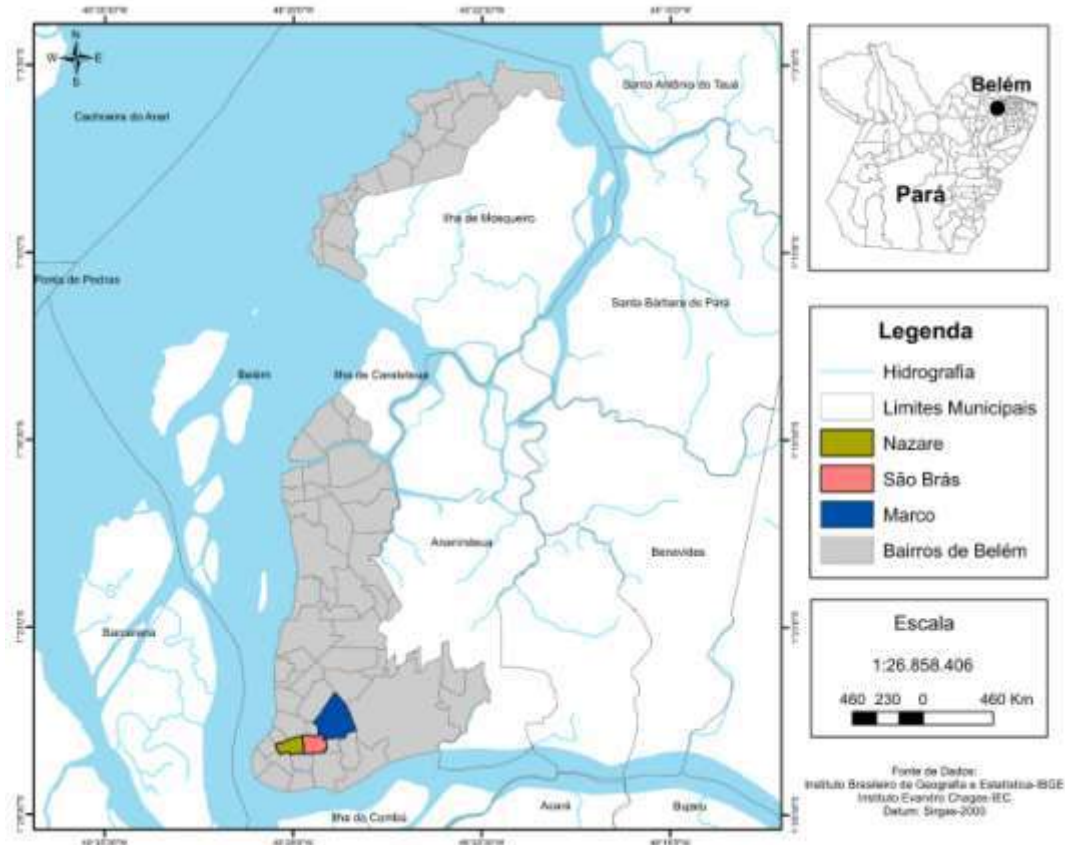 N
W E
S
Santo Antônio do Tauá
Cachoeira do Arari
Ilha de Mosqueiro
Ponta de Pedras
Santa Bárbara do Pará
Belém
Ilha de Caratateua
Ananindeua
Benevides
Barcarena
Acará
Bujaru
Ilha do Combú
Belém
Pará
Legenda
Hidrografia
Limites Municipais
Nazare
São Brás
Marco
Bairros de Belém
Escala
1:26.858.406
460 230 0 460 Km
Fonte de Dados:
Instituto Brasileiro de Geografia e Estatística-IBGE
Instituto Evandro Chagas-IEC
Datum: Sirgas-2000